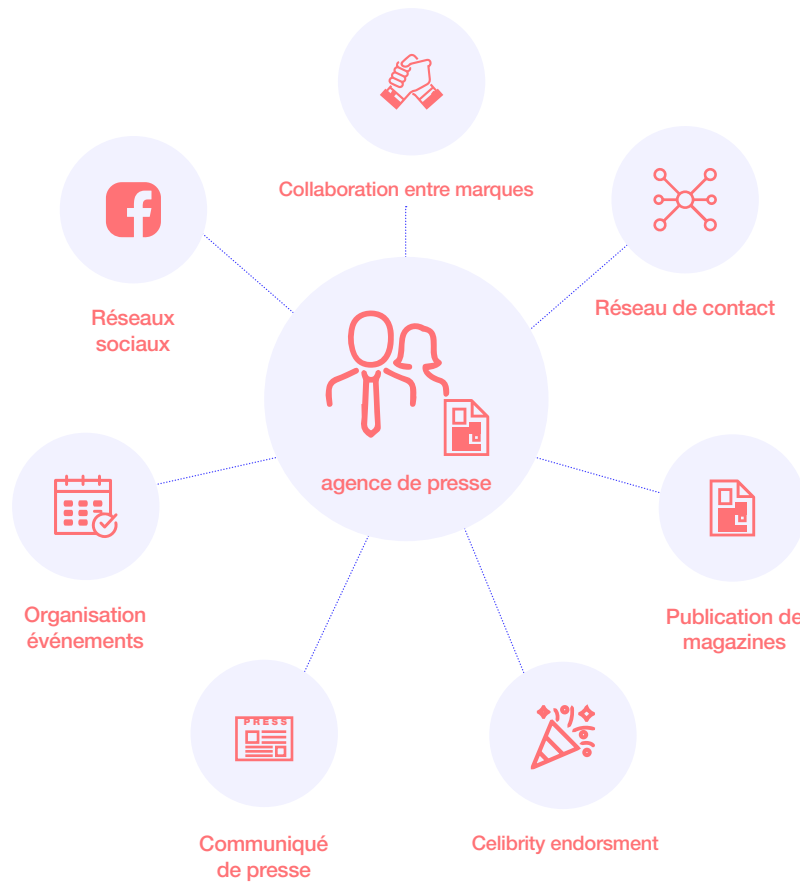 Collaboration entre marques
Réseaux
sociaux
Réseau de contact
agence de presse
Organisation
événements
Publication de
magazines
PRESS
Communiqué
de presse
Celibrity endorsment